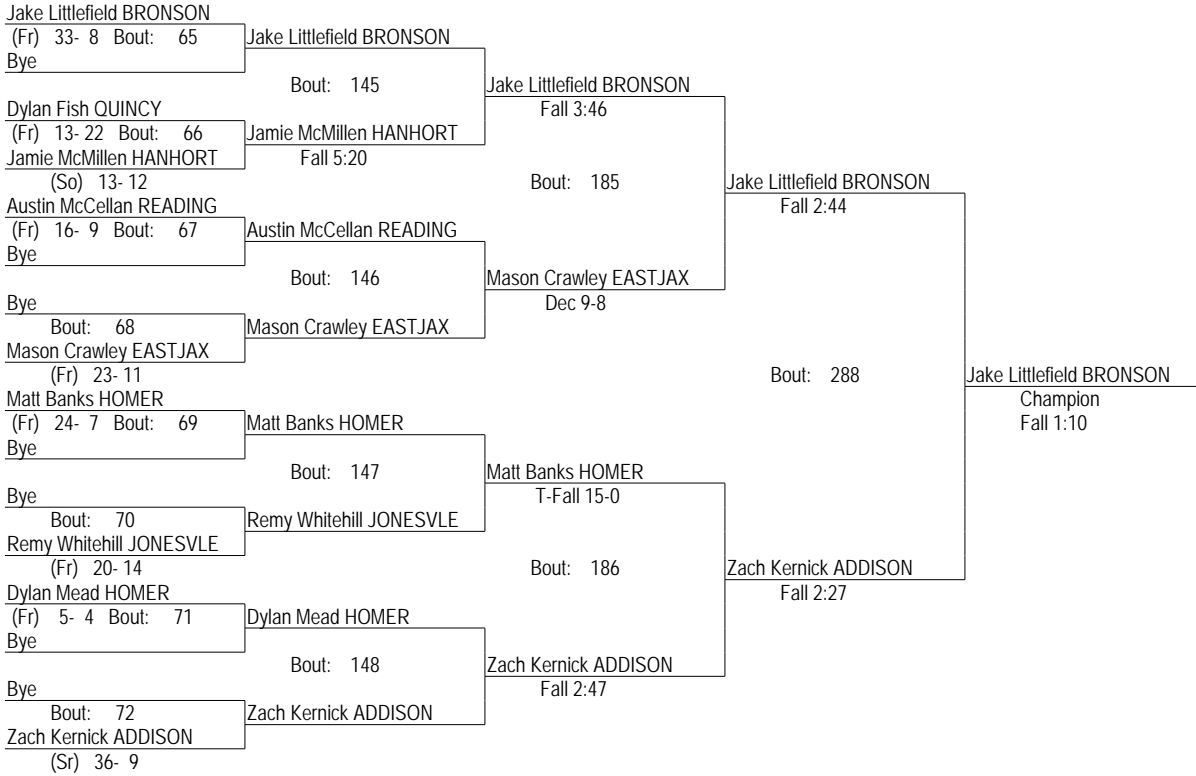 Jake Littlefield BRONSON
(Fr) 33- 8 Bout: 65
Bye
Dylan Fish QUINCY
(Fr) 13- 22 Bout: 66
Jamie McMillen HANHORT
(So) 13- 12
Austin McCellan READING
(Fr) 16- 9 Bout: 67
Bye
Bye
Bout: 68
Mason Crawley EASTJAX
(Fr) 23- 11
Matt Banks HOMER
(Fr) 24- 7 Bout: 69
Bye
Bye
Bout: 70
Remy Whitehill JONESVLE
(Fr) 20- 14
Dylan Mead HOMER
(Fr) 5- 4 Bout: 71
Bye
Bye
Bout: 72
Zach Kernick ADDISON
(Sr) 36- 9
Jake Littlefield BRONSON
Bout: 145
Jamie McMillen HANHORT
Fall 5:20
Austin McCellan READING
Bout: 146
Mason Crawley EASTJAX
Matt Banks HOMER
Bout: 147
Remy Whitehill JONESVLE
Dylan Mead HOMER
Bout: 148
Zach Kernick ADDISON
Jake Littlefield BRONSON
Fall 3:46
Bout: 185
Mason Crawley EASTJAX
Dec 9-8
Matt Banks HOMER
T-Fall 15-0
Bout: 186
Zach Kernick ADDISON
Fall 2:47
Jake Littlefield BRONSON
Fall 2:44
Bout: 288
Zach Kernick ADDISON
Fall 2:27
Jake Littlefield BRONSON
Champion
Fall 1:10